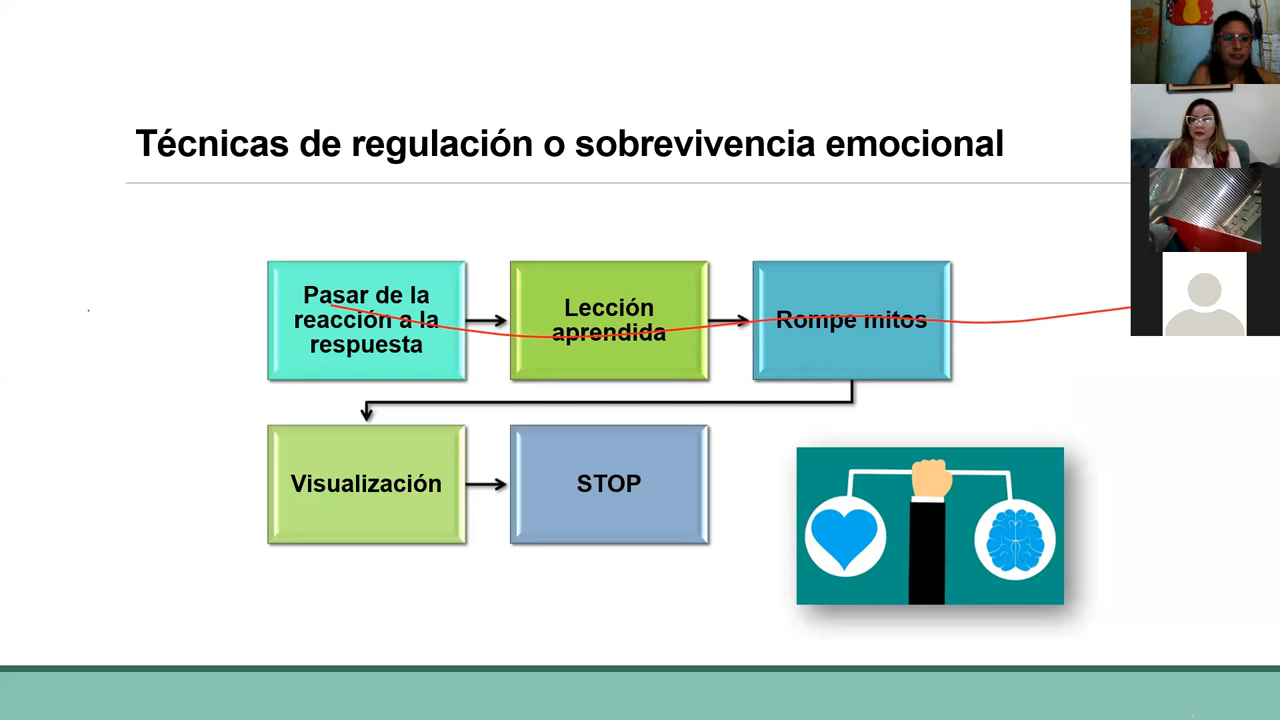 Técnicas de regulación o sobrevivencia emocional
Pasar de la
reacción a la
respuesta
Lección
aprendida
Rompe mitos
Visualización
STOP